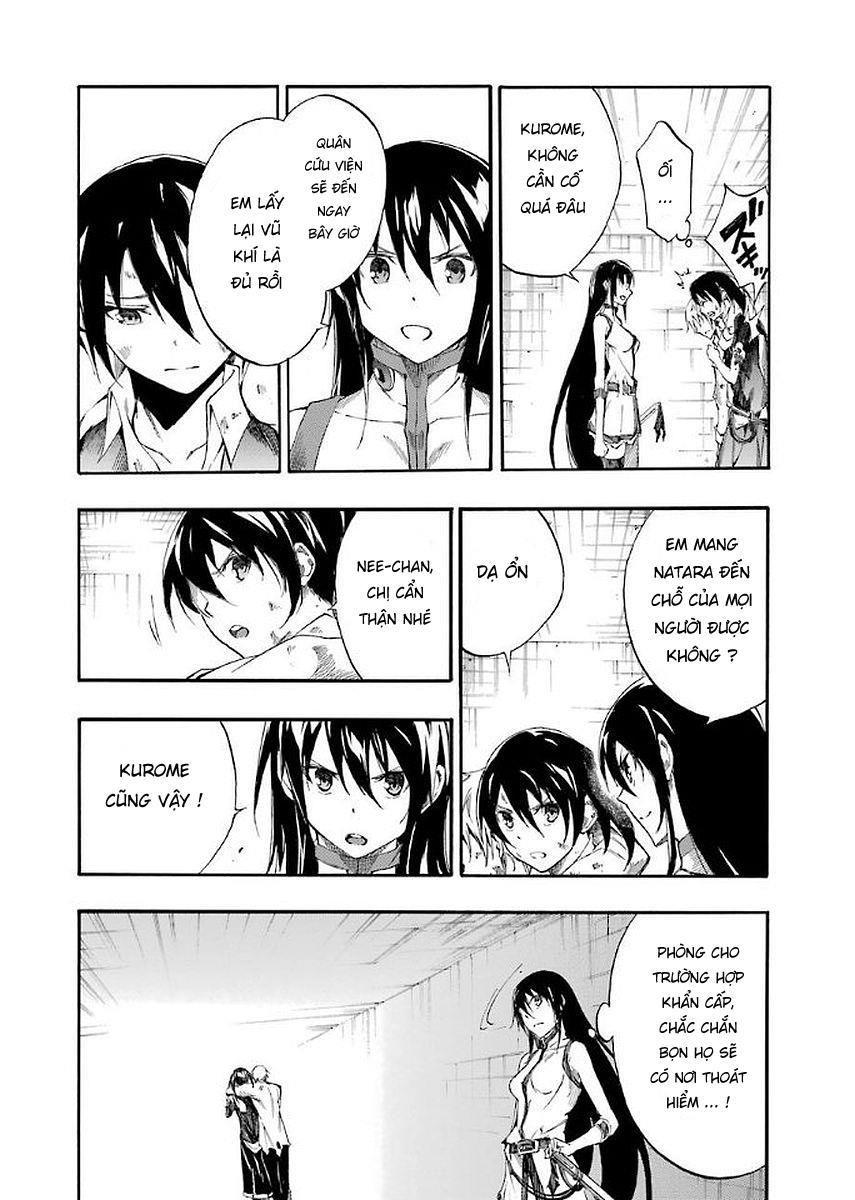 KUROME,
KHÔNG
CẦN CỐ
QUÁ ĐÂU
ỐI
...
ズキッ
QUÂN
CỨU VIỆN
SẼ ĐẾN
NGAY
BÂY GIỜ
EM LẤY
LẠI VŨ
KHÍ LÀ
ĐỦ RỒI
EM MANG
NATARA ĐẾN
CHỖ CỦA MỌI
NGƯỜI ĐƯỢC
KHÔNG ?
DẠ ỔN
NEE-CHAN,
CHỊ CẨN
THẬN NHÉ
KUROME
CŨNG VẬY !
PHÒNG CHO
TRƯỜNG HỢP
KHẨN CẤP,
CHẮC CHẮN
BỌN HỌ SẼ
CÓ NƠI THOÁT
HIỂM ... !